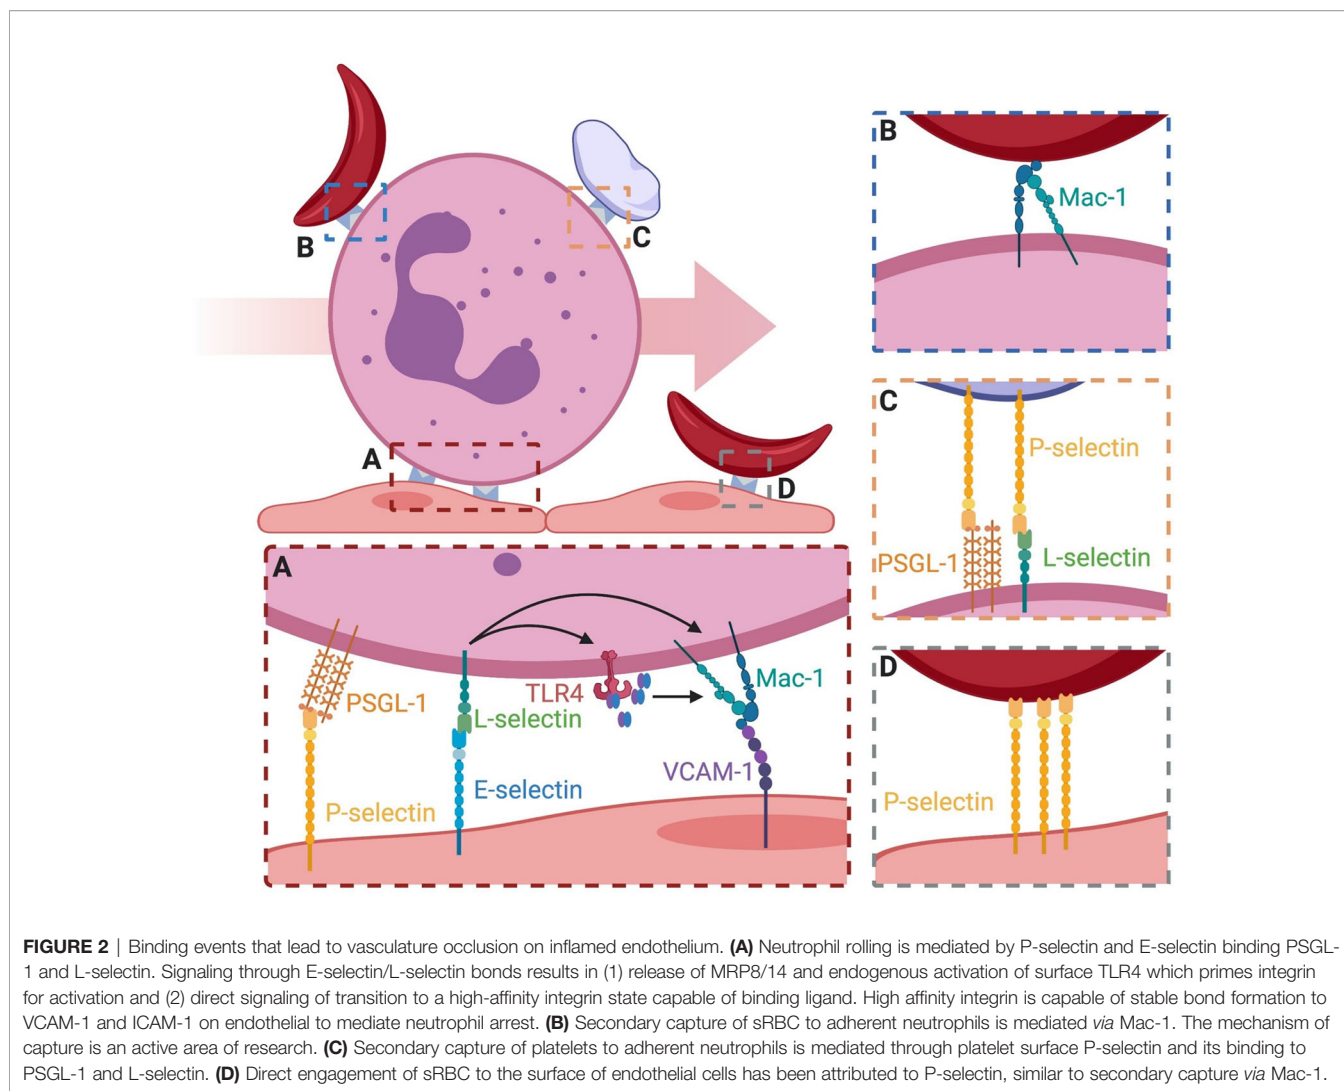 B
C
A
D
B
Mac-1
C
P-selectin
PSGL-1
L-selectin
A
PSGL-1
TLR4
Mac-1
L-selectin
VCAM-1
E-selectin
P-selectin
D
P-selectin
FIGURE 2 | Binding events that lead to vasculature occlusion on inflamed endothelium. (A) Neutrophil rolling is mediated by P-selectin and E-selectin binding PSGL-
1 and L-selectin. Signaling through E-selectin/L-selectin bonds results in (1) release of MRP8/14 and endogenous activation of surface TLR4 which primes integrin
for activation and (2) direct signaling of transition to a high-affinity integrin state capable of binding ligand. High affinity integrin is capable of stable bond formation to
VCAM-1 and ICAM-1 on endothelial to mediate neutrophil arrest. (B) Secondary capture of sRBC to adherent neutrophils is mediated via Mac-1. The mechanism of
capture is an active area of research. (C) Secondary capture of platelets to adherent neutrophils is mediated through platelet surface P-selectin and its binding to
PSGL-1 and L-selectin. (D) Direct engagement of sRBC to the surface of endothelial cells has been attributed to P-selectin, similar to secondary capture via Mac-1.